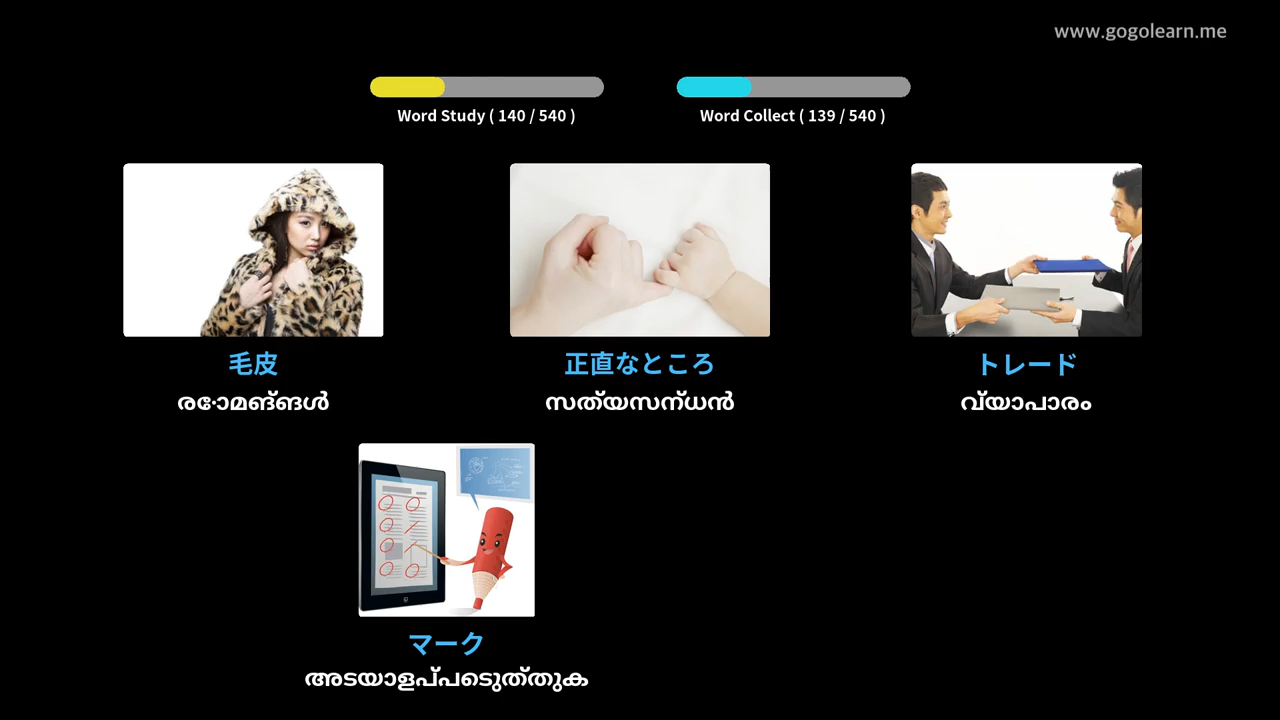 www.gogolearn.me
Word Study ( 140 / 540 )
Word Collect ( 139 / 540 )
毛皮
രോമങ്ങൾ
正直なところ
സത്യസന്ധൻ
トレード
വ്യാപാരം
マーク
അടയാളപ്പടെുത്തുക